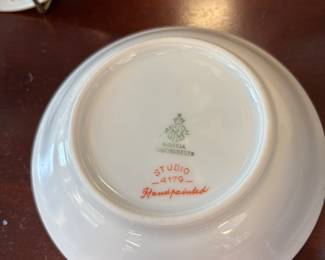 BAVARIA
STUDIO
—4179—
Handpainted